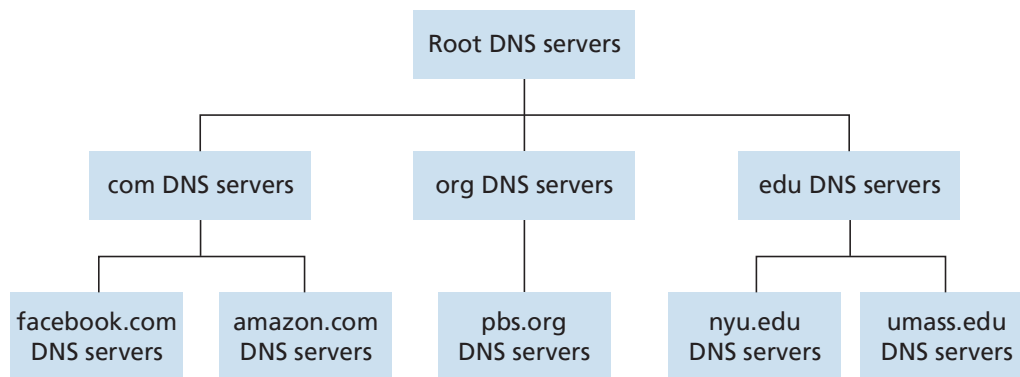 Root DNS servers
com DNS servers
org DNS servers
edu DNS servers
facebook.com
DNS servers
amazon.com
DNS servers
pbs.org
DNS servers
nyu.edu
DNS servers
umass.edu
DNS servers